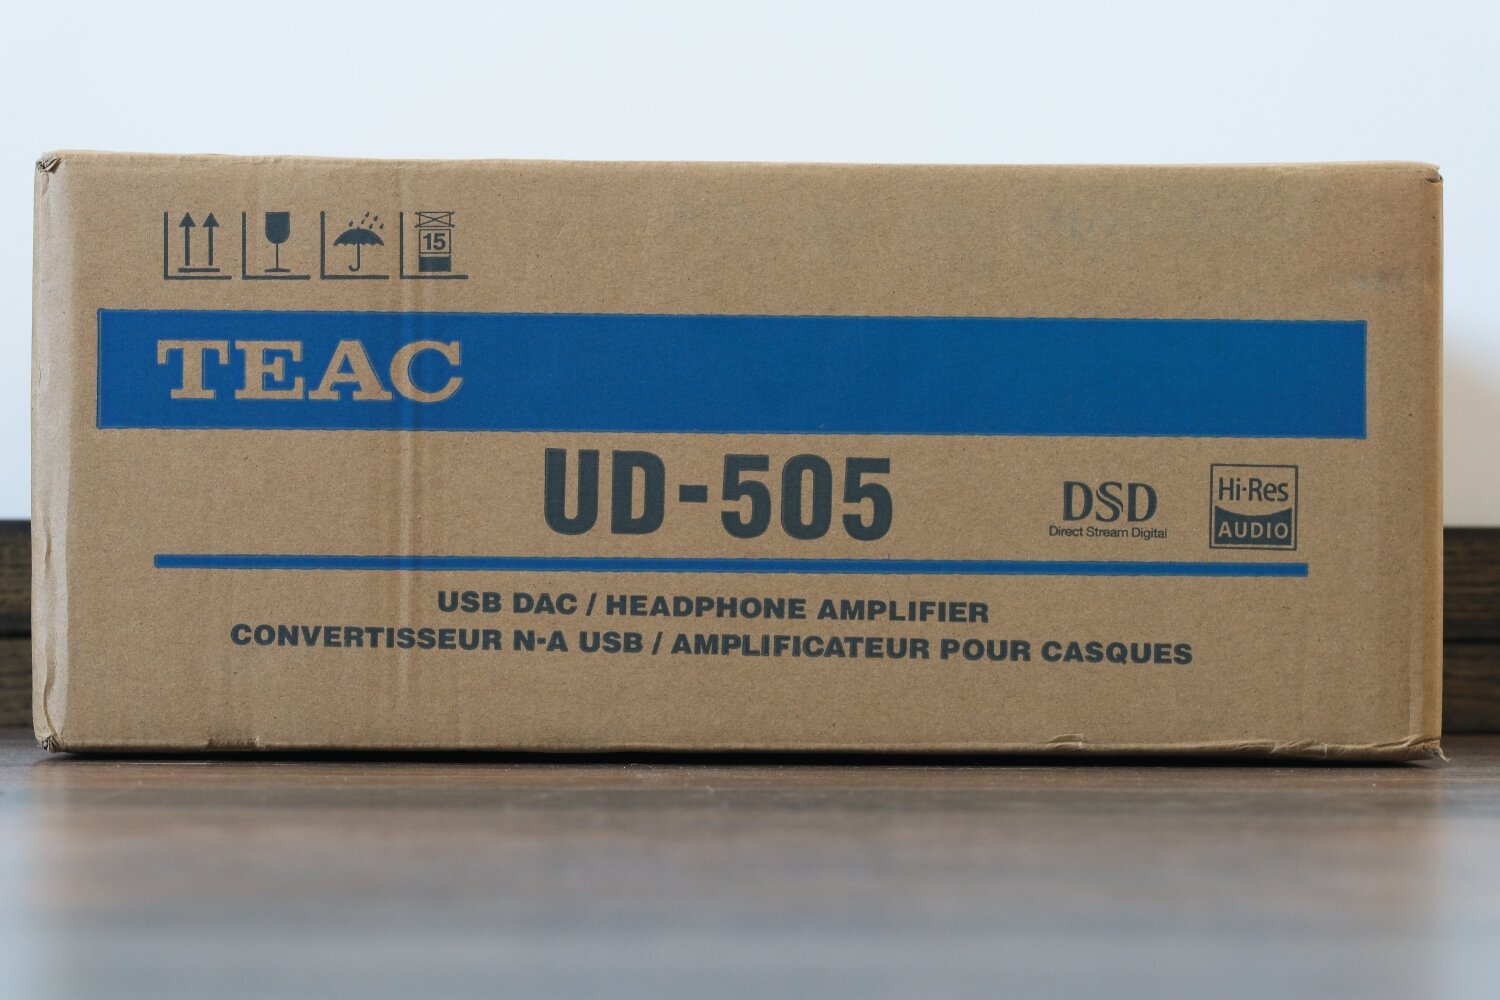 15
TEAC
UD-505
DSD
Direct Stream Digital
Hi-Res
AUDIO
USB DAC / HEADPHONE AMPLIFIER
CONVERTISSEUR N-A USB / AMPLIFICATEUR POUR CASQUES